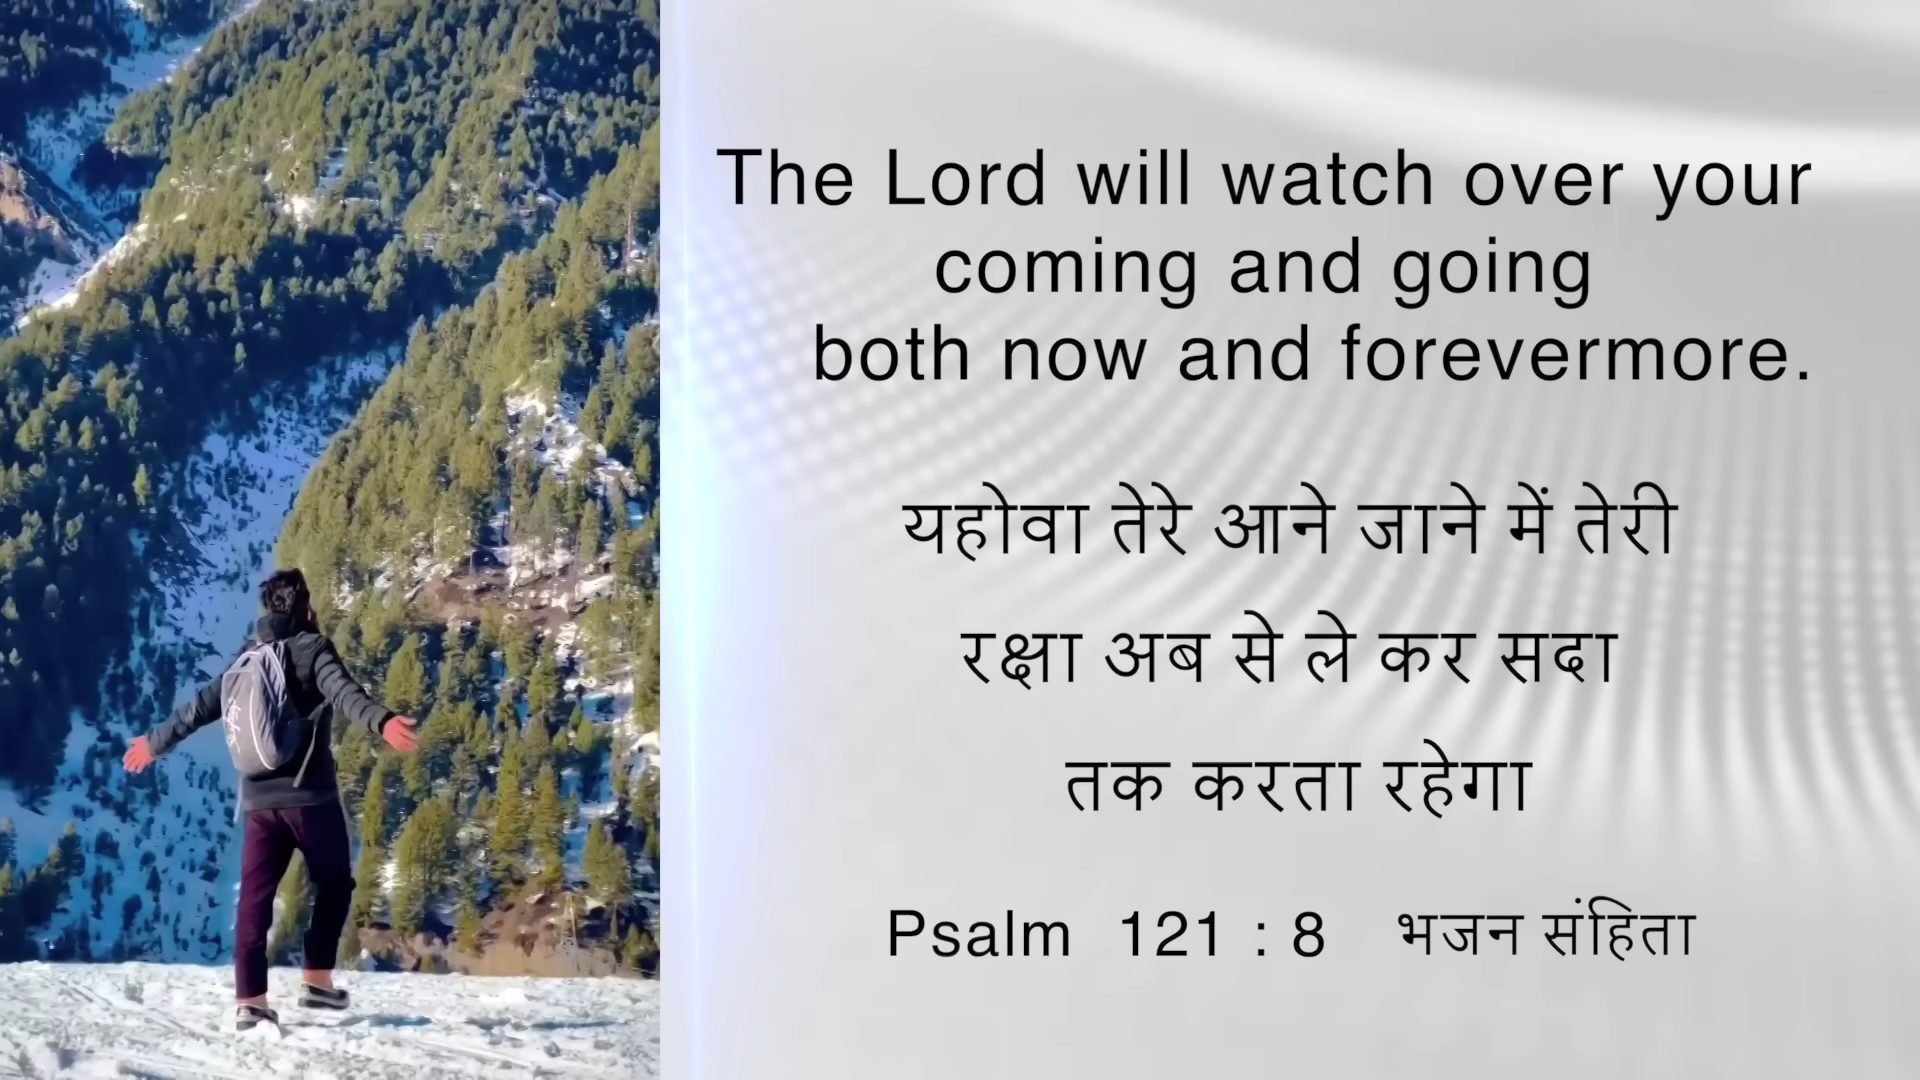 The Lord will watch over your
coming and going
both now and forevermore.
यहोवा तेरे आने जाने में तेरी
रक्षा अब से ले कर सदा
तक करता रहेगा
Psalm 121 : 8 भजन संहिता